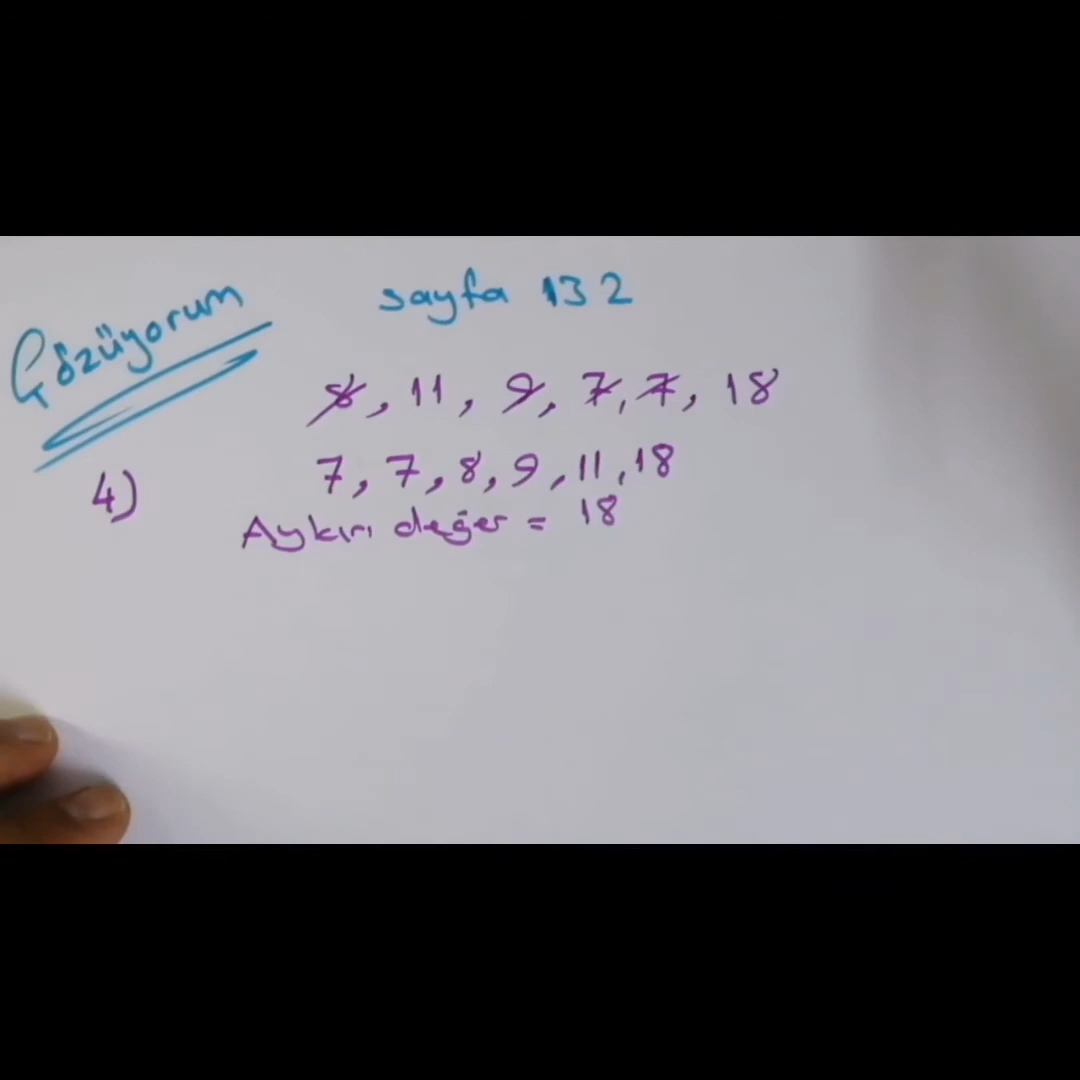 Çözüyorum
sayfa 132
8, 11, 9, 7, 7, 18
4)
7, 7, 8, 9, 11, 18
Aykırı değer = 18